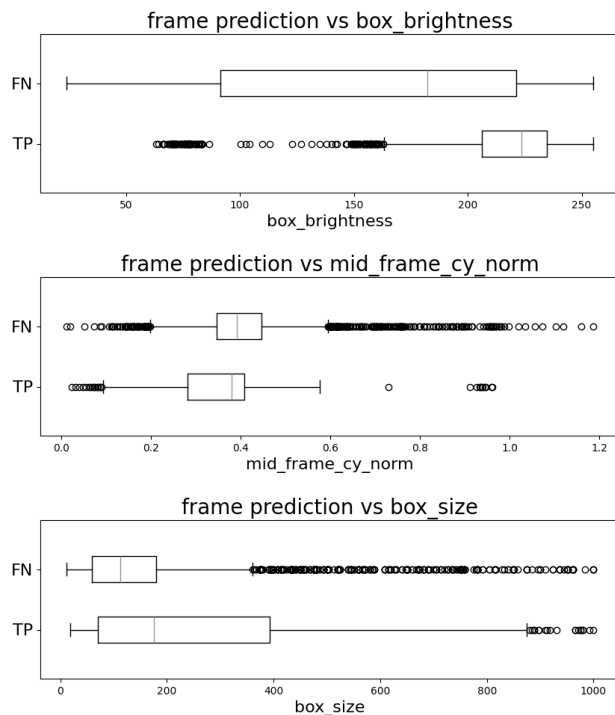 frame prediction vs box_brightness
FN
TP
50 100 150 200 250
box_brightness
frame prediction vs mid_frame_cy_norm
FN
TP
0.0 0.2 0.4 0.6 0.8 1.0 1.2
mid_frame_cy_norm
frame prediction vs box_size
FN
TP
0 200 400 600 800 1000
box_size